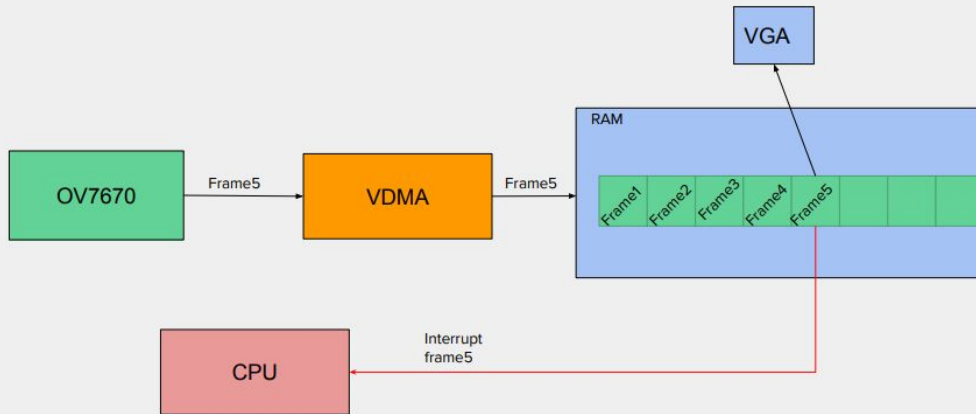 VGA
RAM
OV7670
Frame5
VDMA
Frame5
Frame1
Frame2
Frame3
Frame4
Frame5
Interrupt
frame5
CPU